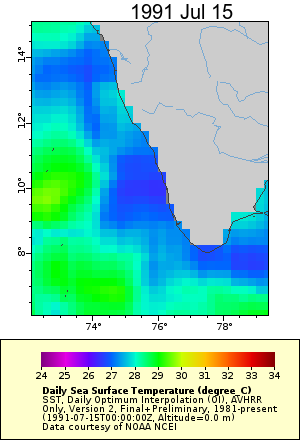 1991 Jul 15
14°
12°
10°
8°
74°
76°
78°
24 25 26 27 28 29 30 31 32 33 34
Daily Sea Surface Temperature (degree_C)
SST, Daily Optimum Interpolation (OI), AVHRR
Only, Version 2, Final+Preliminary, 1981-present
(1991-07-15T00:00:00Z, Altitude=0.0 m)
Data courtesy of NOAA NCEI